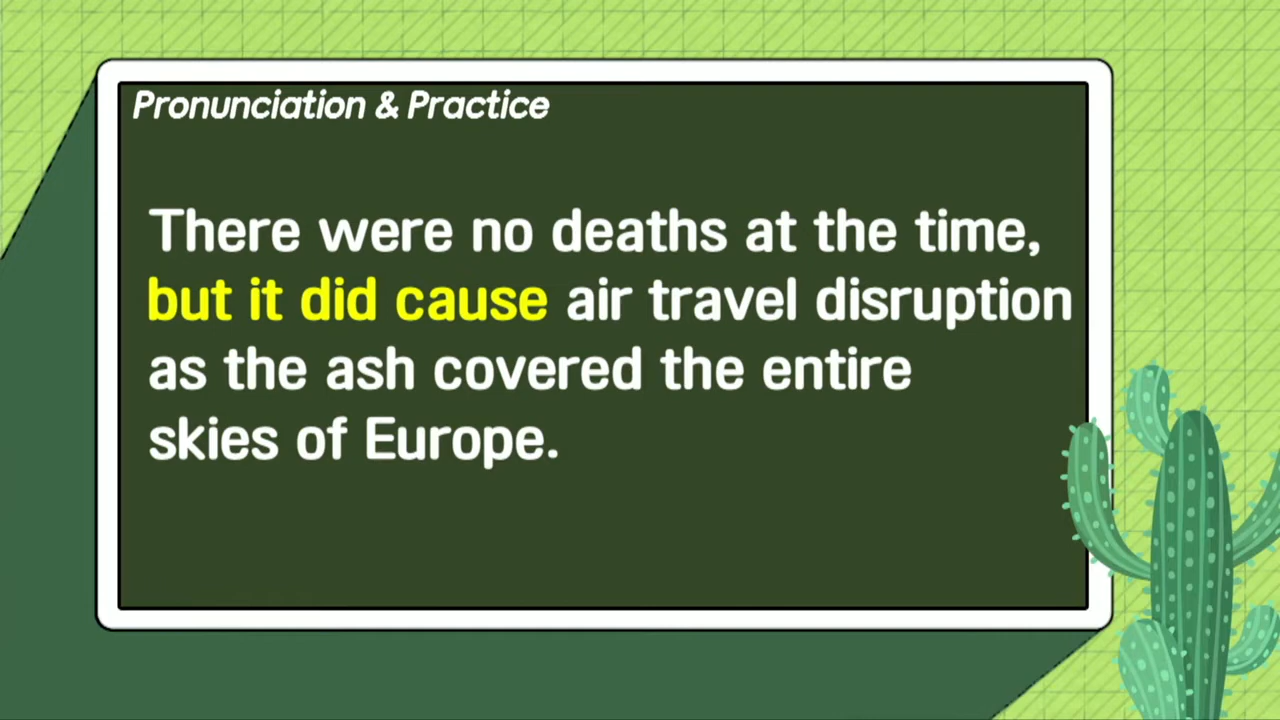 Pronunciation & Practice
There were no deaths at the time,
but it did cause air travel disruption
as the ash covered the entire
skies of Europe.